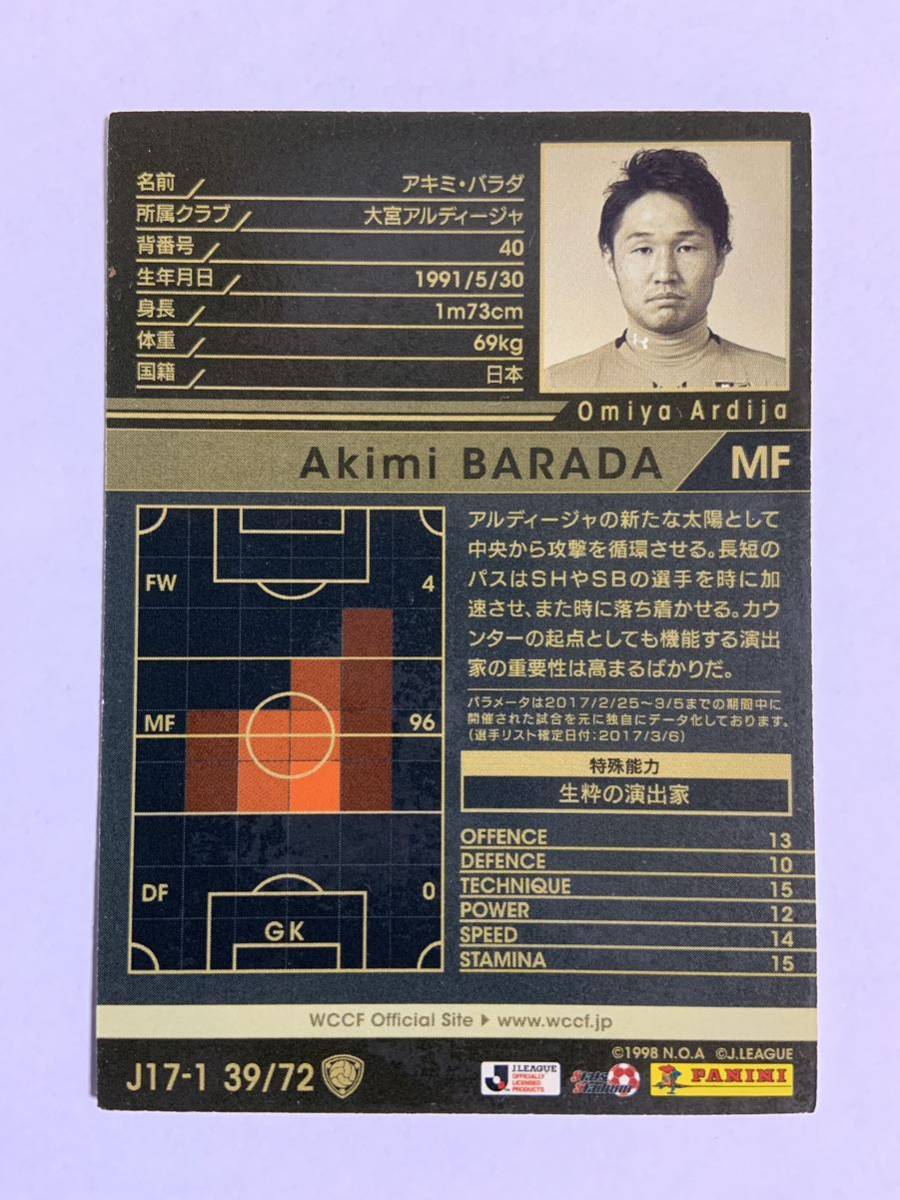 名前 アキミ・バラダ
所属クラブ 大宮アルディージャ
背番号 40
生年月日 1991/5/30
身長 1m73cm
体重 69kg
国籍 日本
Omiya Ardija
Akimi BARADA MF
FW 4
MF 96
DF 0
GK
アルディージャの新たな太陽として
中央から攻撃を循環させる。長短の
パスはSHやSBの選手を時に加
速させ、また時に落ち着かせる。カウ
ンターの起点としても機能する演出
家の重要性は高まるばかりだ。
パラメータは2017/2/25〜3/5までの期間中に
開催された試合を元に独自にデータ化しております。
(選手リスト確定日付:2017/3/6)
特殊能力
生粋の演出家
OFFENCE 13
DEFENCE 10
TECHNIQUE 15
POWER 12
SPEED 14
STAMINA 15
WCCF Official Site ▶ www.wccf.jp
©1998 N.O.A ©J.LEAGUE
J17-1 39/72
J.LEAGUE
OFFICIALLY
LICENSED
PRODUCTS
Stats
Stadium
PANINI